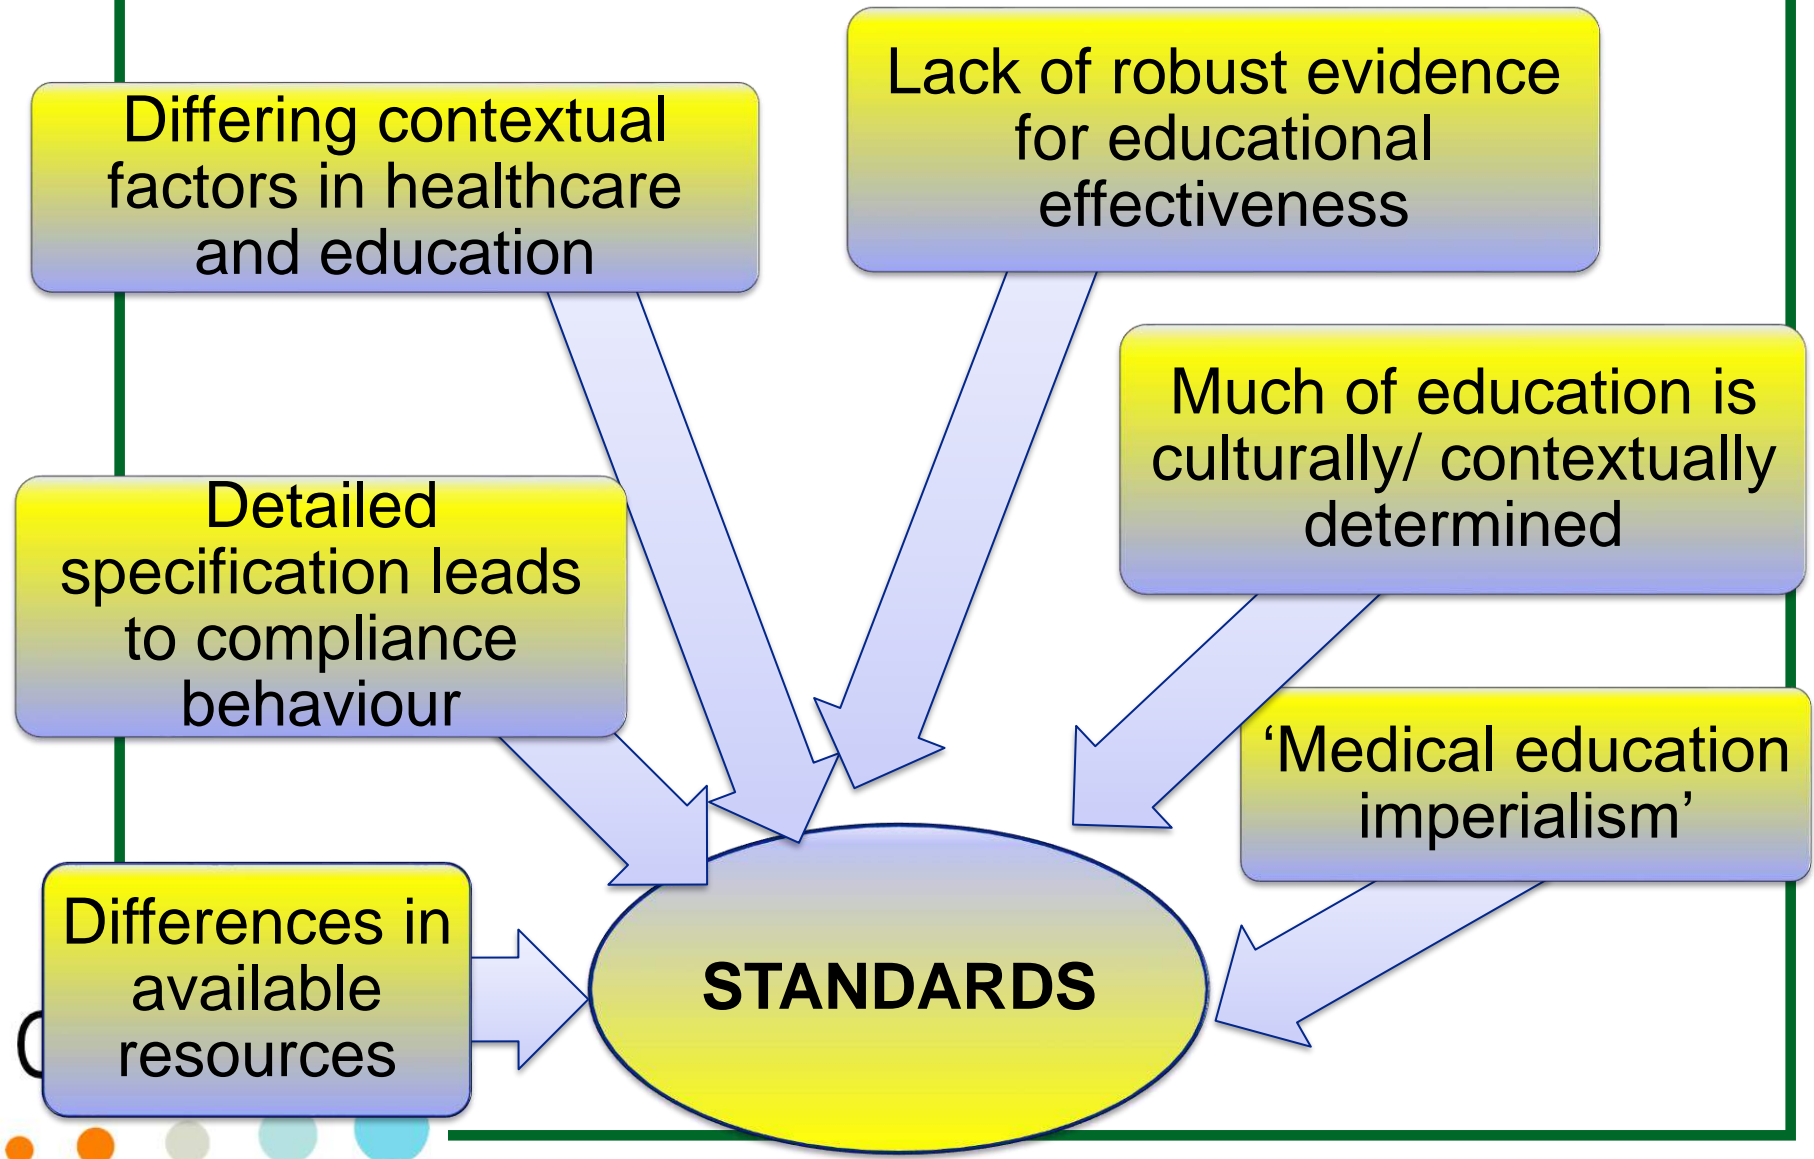 Differing contextual
factors in healthcare
and education
Lack of robust evidence
for educational
effectiveness
Much of education is
culturally/ contextually
determined
Detailed
specification leads
to compliance
behaviour
‘Medical education
imperialism’
Differences in
available
resources
STANDARDS